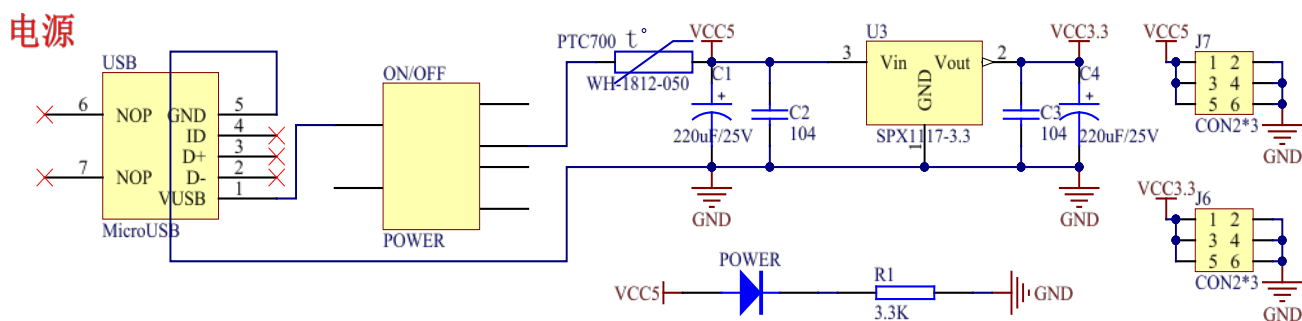 电源
USB
6 NOP GND 5
ID 4
D+ 3
7 NOP D- 2
VUSB 1
MicroUSB
ON/OFF
POWER
PTC700 t°
WH-1812-050
VCC5
C1
+
220uF/25V
C2
104
GND
U3
3 Vin Vout 2
GND
1
SPX1117-3.3
VCC3.3
C3
104
C4
+
220uF/25V
GND
POWER
VCC5
R1
3.3K
GND
VCC5
J7
1 2
3 4
5 6
CON2*3
GND
VCC3.3
J6
1 2
3 4
5 6
CON2*3
GND